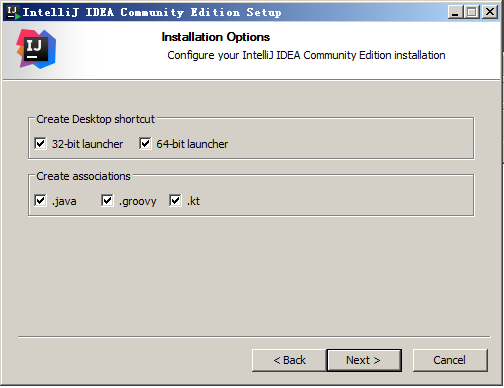 IJ IntelliJ IDEA Community Edition Setup
IJ
Installation Options
Configure your IntelliJ IDEA Community Edition installation
Create Desktop shortcut
32-bit launcher 64-bit launcher
Create associations
.java .groovy .kt
< Back Next > Cancel